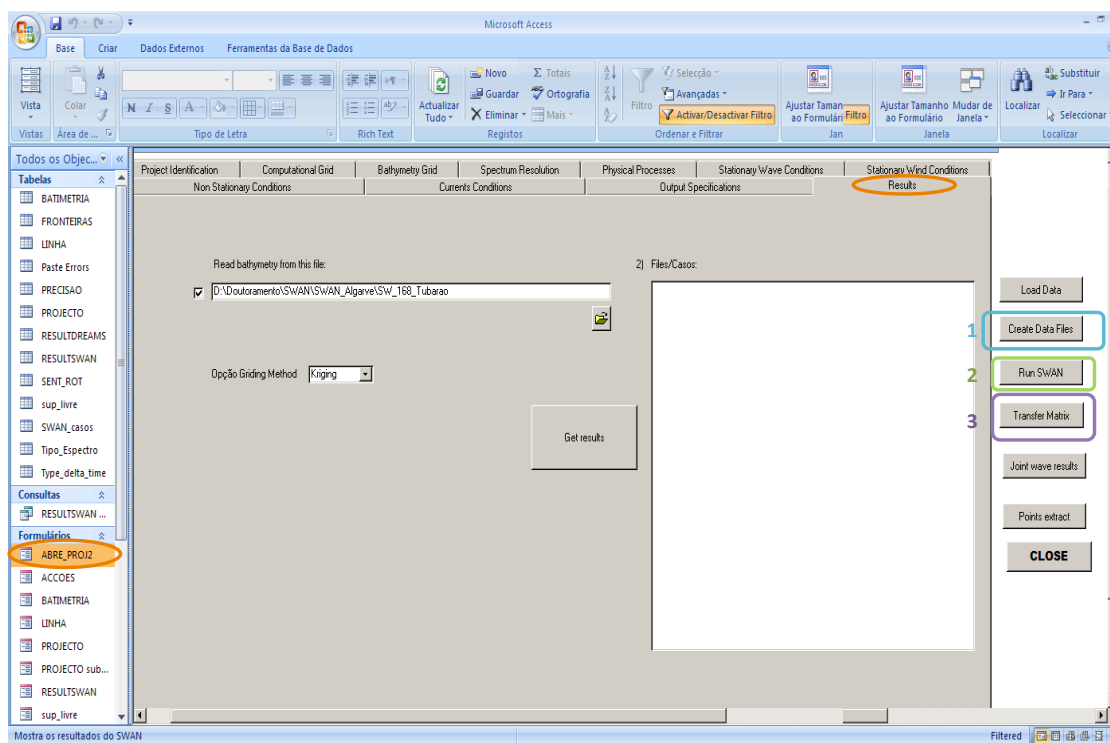 Microsoft Access
Base Criar Dados Externos Ferramentas da Base de Dados
Vista
Vistas
Colar
Área de ...
N I S A
Tipo de Letra
ab
Rich Text
Actualizar Tudo
Novo
Guardar
Eliminar
Totais
Ortografia
Mais
Registos
Filtro
Selecção
Avançadas
Activar/Desactivar Filtro
Ordenar e Filtrar
Ajustar Taman
ao Formulári Filtro
Jan
Ajustar Tamanho
ao Formulário
Mudar de
Janela
Janela
Localizar
Substituir
Ir Para
Seleccionar
Localizar
Todos os Objec...
Tabelas
BATIMETRIA
FRONTEIRAS
LINHA
Paste Errors
PRECISAO
PROJECTO
RESULTDREAMS
RESULTSWAN
SENT_ROT
sup_livre
SWAN_casos
Tipo_Espectro
Type_delta_time
Consultas
RESULTSWAN ...
Formulários
ABRE_PROJ2
ACCOES
BATIMETRIA
LINHA
PROJECTO
PROJECTO sub...
RESULTSWAN
sup_livre
Project Identification Computational Grid Bathymetry Grid Spectrum Resolution Physical Processes Stationary Wave Conditions Stationary Wind Conditions
Non Stationary Conditions Currents Conditions Output Specifications Results
Read bathymetry from this file:
D:\Doutoramento\SWAN\SWAN_Algarve\SW_168_Tubarao
Opção Griding Method Kriging
Get results
2) Files/Casos:
Load Data
1 Create Data Files
2 Run SWAN
3 Transfer Matrix
Joint wave results
Points extract
CLOSE
Mostra os resultados do SWAN
Filtered